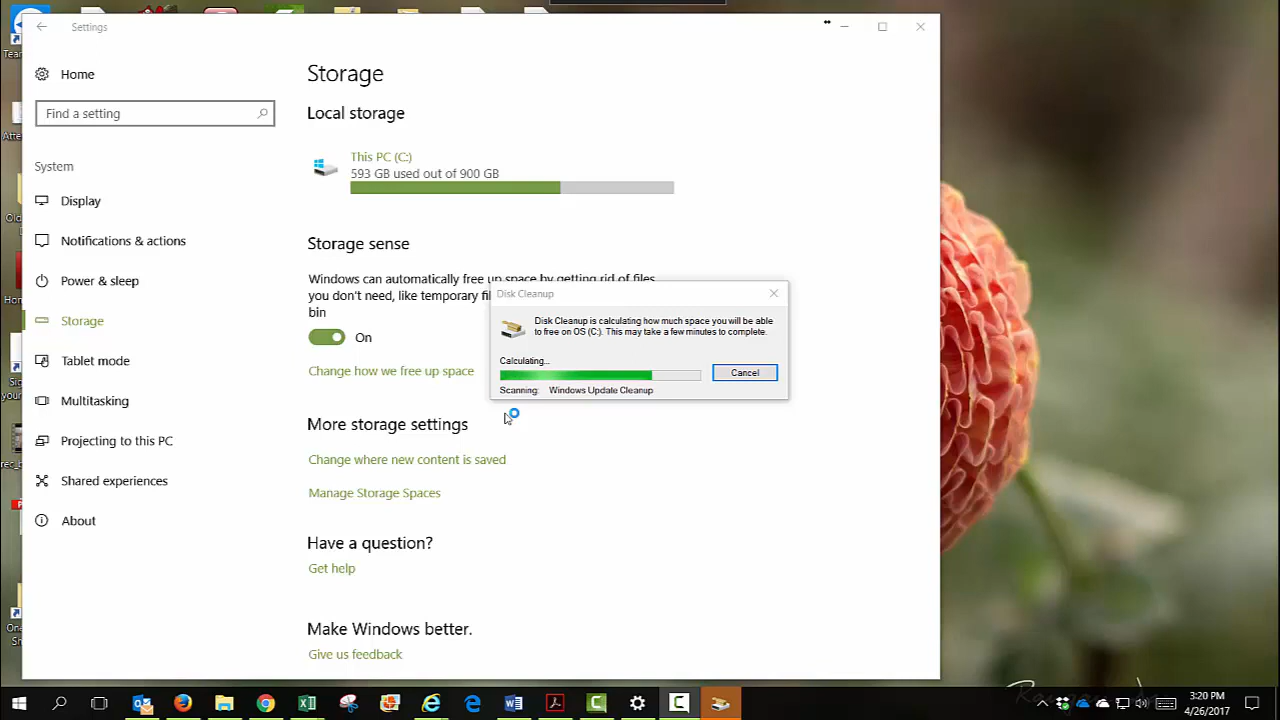 Settings
Home
Find a setting
System
Display
Notifications & actions
Power & sleep
Storage
Tablet mode
Multitasking
Projecting to this PC
Shared experiences
About
Storage
Local storage
This PC (C:)
593 GB used out of 900 GB
Storage sense
Windows can automatically free up space by getting rid of files
you don't need, like temporary
bin
On
Change how we free up space
More storage settings
Change where new content is saved
Manage Storage Spaces
Have a question?
Get help
Make Windows better.
Give us feedback
Disk Cleanup
Disk Cleanup is calculating how much space you will be able
to free on OS (C:). This may take a few minutes to complete.
Calculating...
Cancel
Scanning: Windows Update Cleanup
3:20 PM
4/26/2017